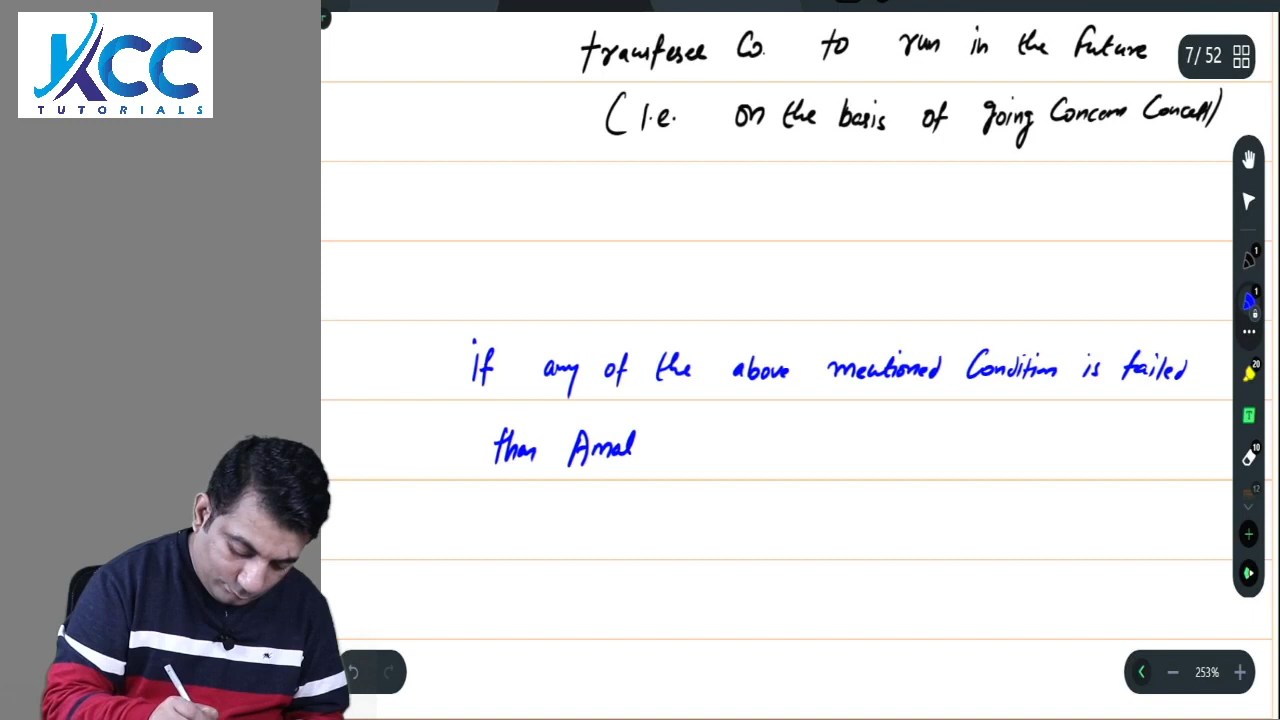 KCC
TUTORIALS
transferee Co. to run in the future
7/ 52
(i.e. on the basis of going Concern Concept)
If any of the above mentioned Condition is failed
than Amal
253%